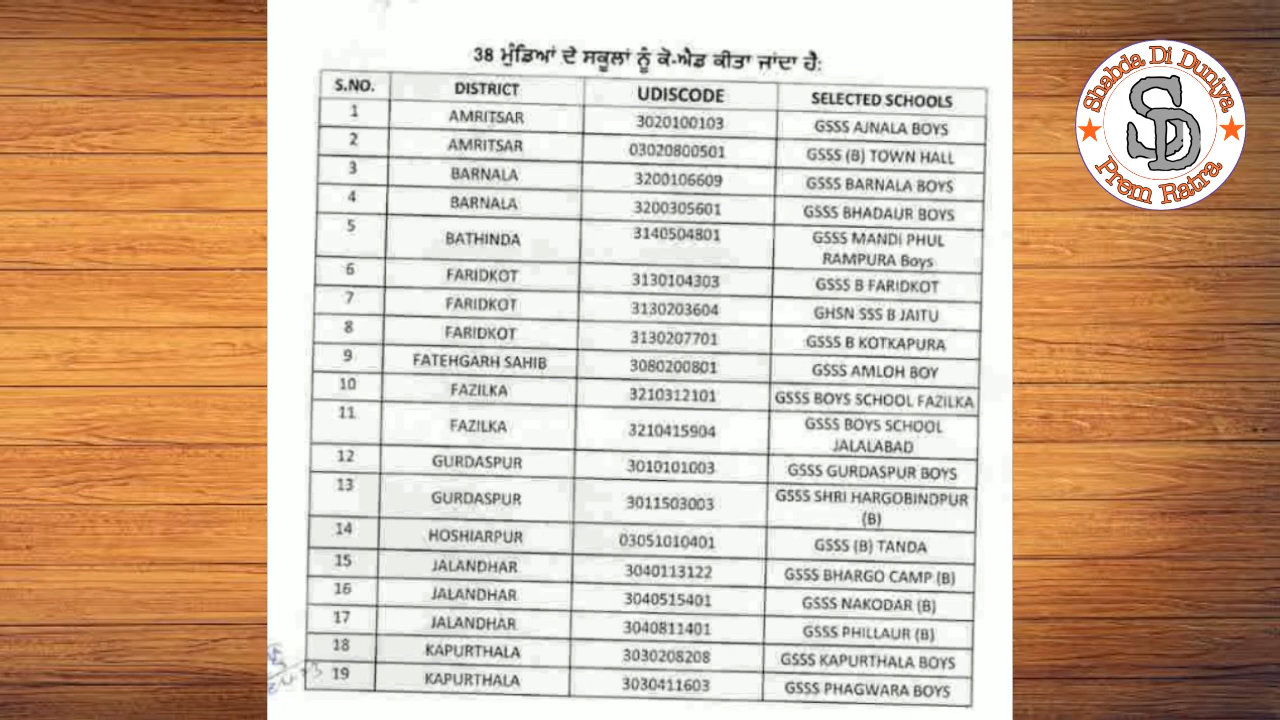 38 ਮੁੰਡਿਆਂ ਦੇ ਸਕੂਲਾਂ ਨੂੰ ਕੋ-ਐਡ ਕੀਤਾ ਜਾਂਦਾ ਹੈ:
S.NO. DISTRICT UDISCODE SELECTED SCHOOLS
1 AMRITSAR 3020100103 GSSS AJNALA BOYS
2 AMRITSAR 03020800501 GSSS (B) TOWN HALL
3 BARNALA 3200106609 GSSS BARNALA BOYS
4 BARNALA 3200305601 GSSS BHADAUR BOYS
5 BATHINDA 3140504801 GSSS MANDI PHUL
RAMPURA Boys
6 FARIDKOT 3130104303 GSSS B FARIDKOT
7 FARIDKOT 3130203604 GHSN SSS B JAITU
8 FARIDKOT 3130207701 GSSS B KOTKAPURA
9 FATEHGARH SAHIB 3080200801 GSSS AMLOH BOY
10 FAZILKA 3210312101 GSSS BOYS SCHOOL FAZILKA
11 FAZILKA 3210415904 GSSS BOYS SCHOOL
JALALABAD
12 GURDASPUR 3010101003 GSSS GURDASPUR BOYS
13 GURDASPUR 3011503003 GSSS SHRI HARGOBINDPUR
(B)
14 HOSHIARPUR 03051010401 GSSS (B) TANDA
15 JALANDHAR 3040113122 GSSS BHARGO CAMP (B)
16 JALANDHAR 3040515401 GSSS NAKODAR (B)
17 JALANDHAR 3040811401 GSSS PHILLAUR (B)
18 KAPURTHALA 3030208208 GSSS KAPURTHALA BOYS
19 KAPURTHALA 3030411603 GSSS PHAGWARA BOYS
Shabda Di Duniya
SD
Prem Ratra